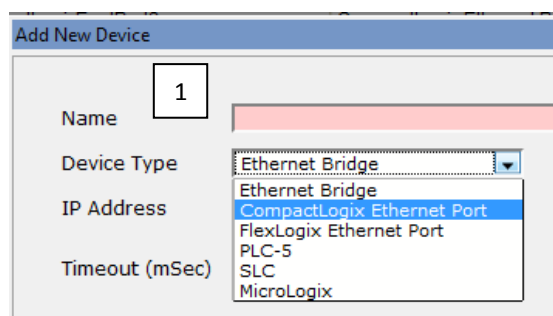 Add New Device
1
Name
Device Type Ethernet Bridge
Ethernet Bridge
IP Address CompactLogix Ethernet Port
FlexLogix Ethernet Port
PLC-5
Timeout (mSec) SLC
MicroLogix